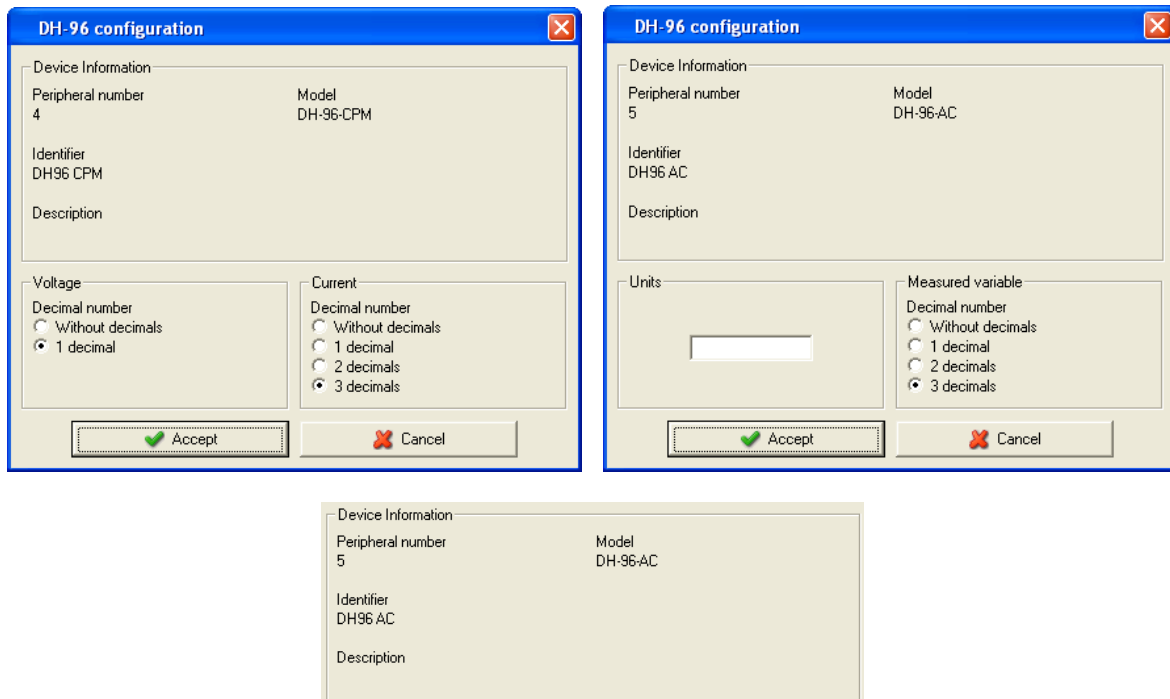 DH-96 configuration
Device Information
Peripheral number Model
4 DH-96-CPM
Identifier
DH96 CPM
Description
Voltage
Decimal number
Without decimals
1 decimal
Current
Decimal number
Without decimals
1 decimal
2 decimals
3 decimals
Accept Cancel
DH-96 configuration
Device Information
Peripheral number Model
5 DH-96-AC
Identifier
DH96 AC
Description
Units
Measured variable
Decimal number
Without decimals
1 decimal
2 decimals
3 decimals
Accept Cancel
Device Information
Peripheral number Model
5 DH-96-AC
Identifier
DH96 AC
Description